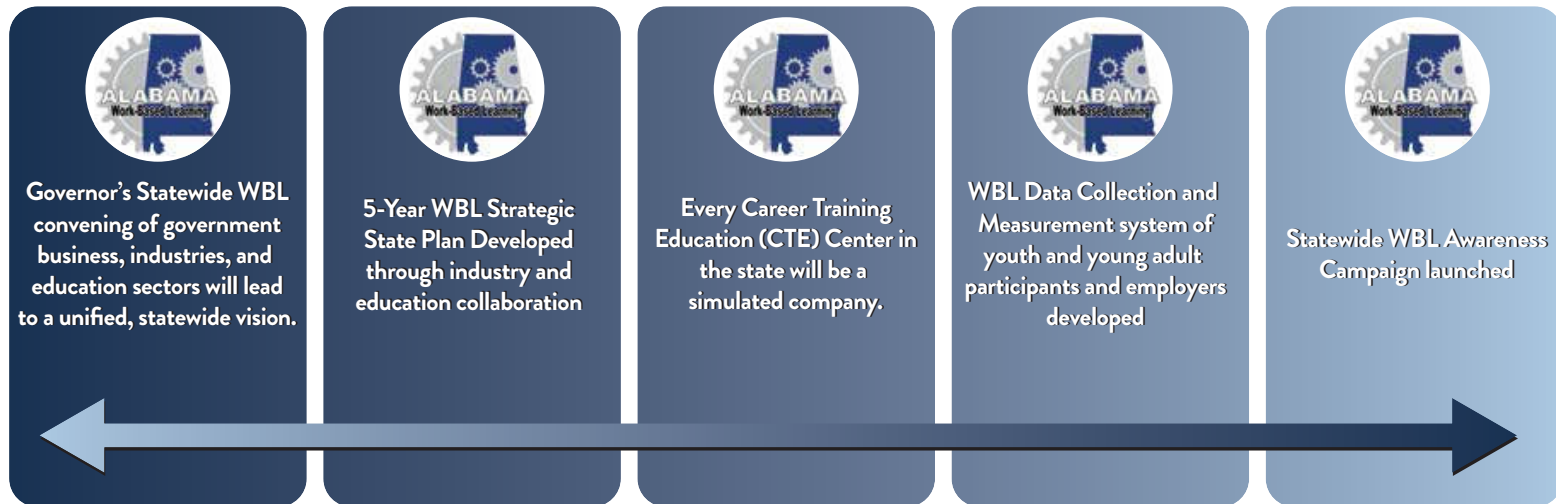 ALABAMA
Work-Based Learning
Governor's Statewide WBL
convening of government
business, industries, and
education sectors will lead
to a unified, statewide vision.
ALABAMA
Work-Based Learning
5-Year WBL Strategic
State Plan Developed
through industry and
education collaboration
ALABAMA
Work-Based Learning
Every Career Training
Education (CTE) Center in
the state will be a
simulated company.
ALABAMA
Work-Based Learning
WBL Data Collection and
Measurement system of
youth and young adult
participants and employers
developed
ALABAMA
Work-Based Learning
Statewide WBL Awareness
Campaign launched